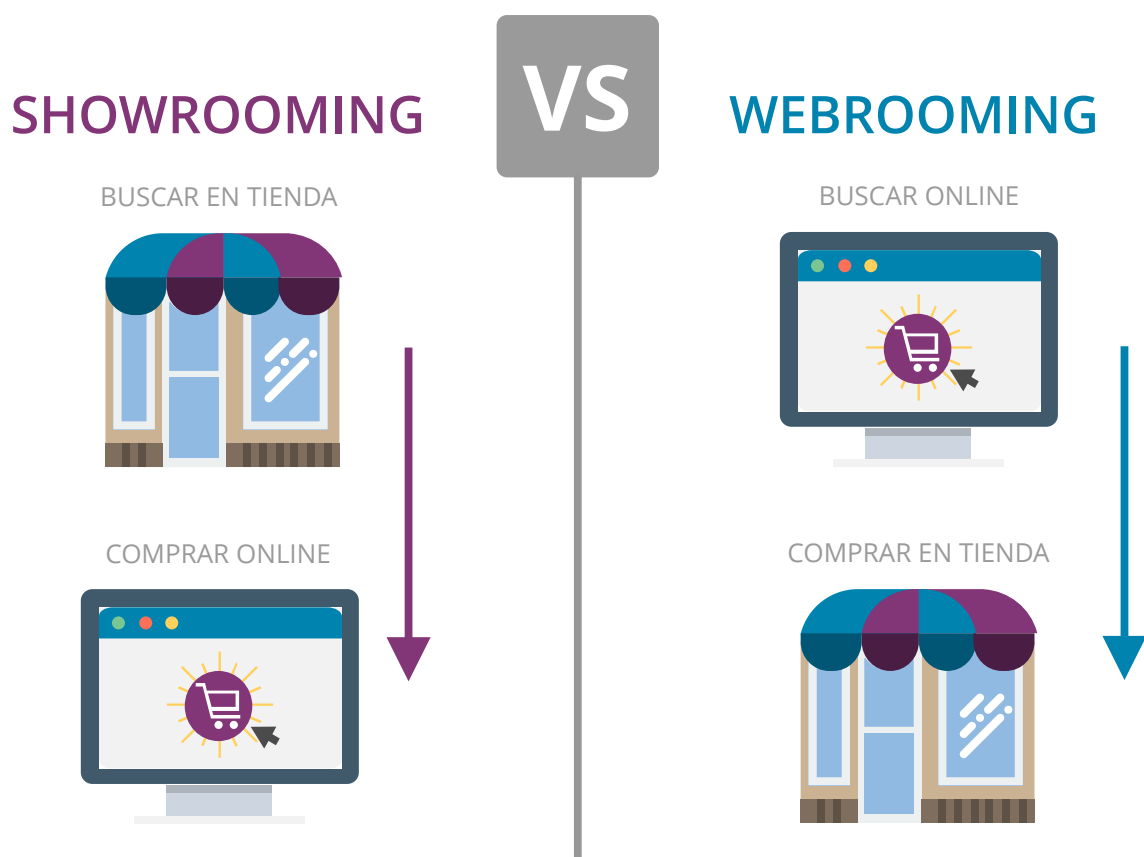 SHOWROOMING
VS
WEBROOMING
BUSCAR EN TIENDA
BUSCAR ONLINE
COMPRAR ONLINE
COMPRAR EN TIENDA